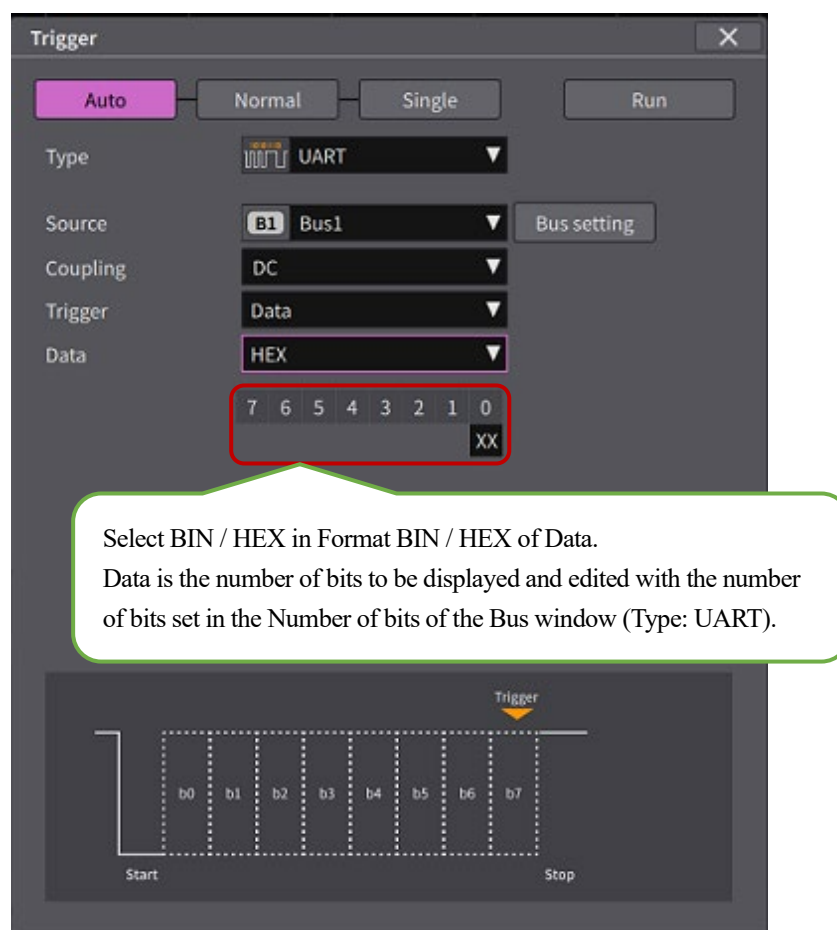 Trigger
Auto Normal Single Run
Type UART
Source B1 Bus1 Bus setting
Coupling DC
Trigger Data
Data HEX
7 6 5 4 3 2 1 0
XX
Select BIN / HEX in Format BIN / HEX of Data.
Data is the number of bits to be displayed and edited with the number
of bits set in the Number of bits of the Bus window (Type: UART).
Trigger
b0 b1 b2 b3 b4 b5 b6 b7
Start Stop